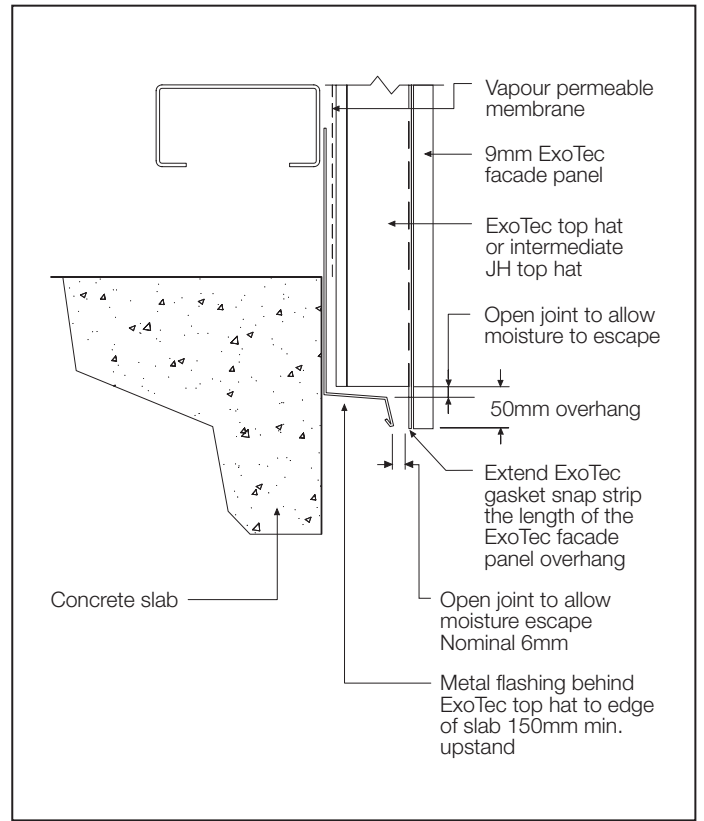 Vapour permeable
membrane
9mm ExoTec
facade panel
ExoTec top hat
or intermediate
JH top hat
Open joint to allow
moisture to escape
50mm overhang
Extend ExoTec
gasket snap strip
the length of the
ExoTec facade
panel overhang
Concrete slab
Open joint to allow
moisture escape
Nominal 6mm
Metal flashing behind
ExoTec top hat to edge
of slab 150mm min.
upstand